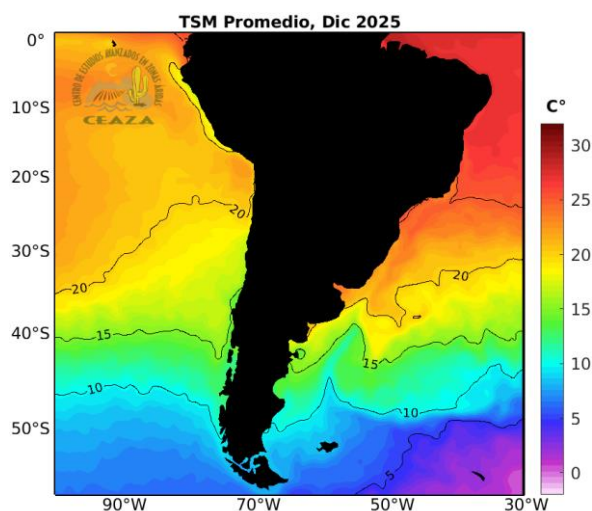 TSM Promedio, Dic 2025
0°
10°S
20°S
30°S
40°S
50°S
90°W
70°W
50°W
30°W
CENTRO DE ESTUDIOS AVANZADOS EN ZONAS ARIDAS
CEAZA
20
20
20
15
15
10
10
5
C°
30
25
20
15
10
5
0